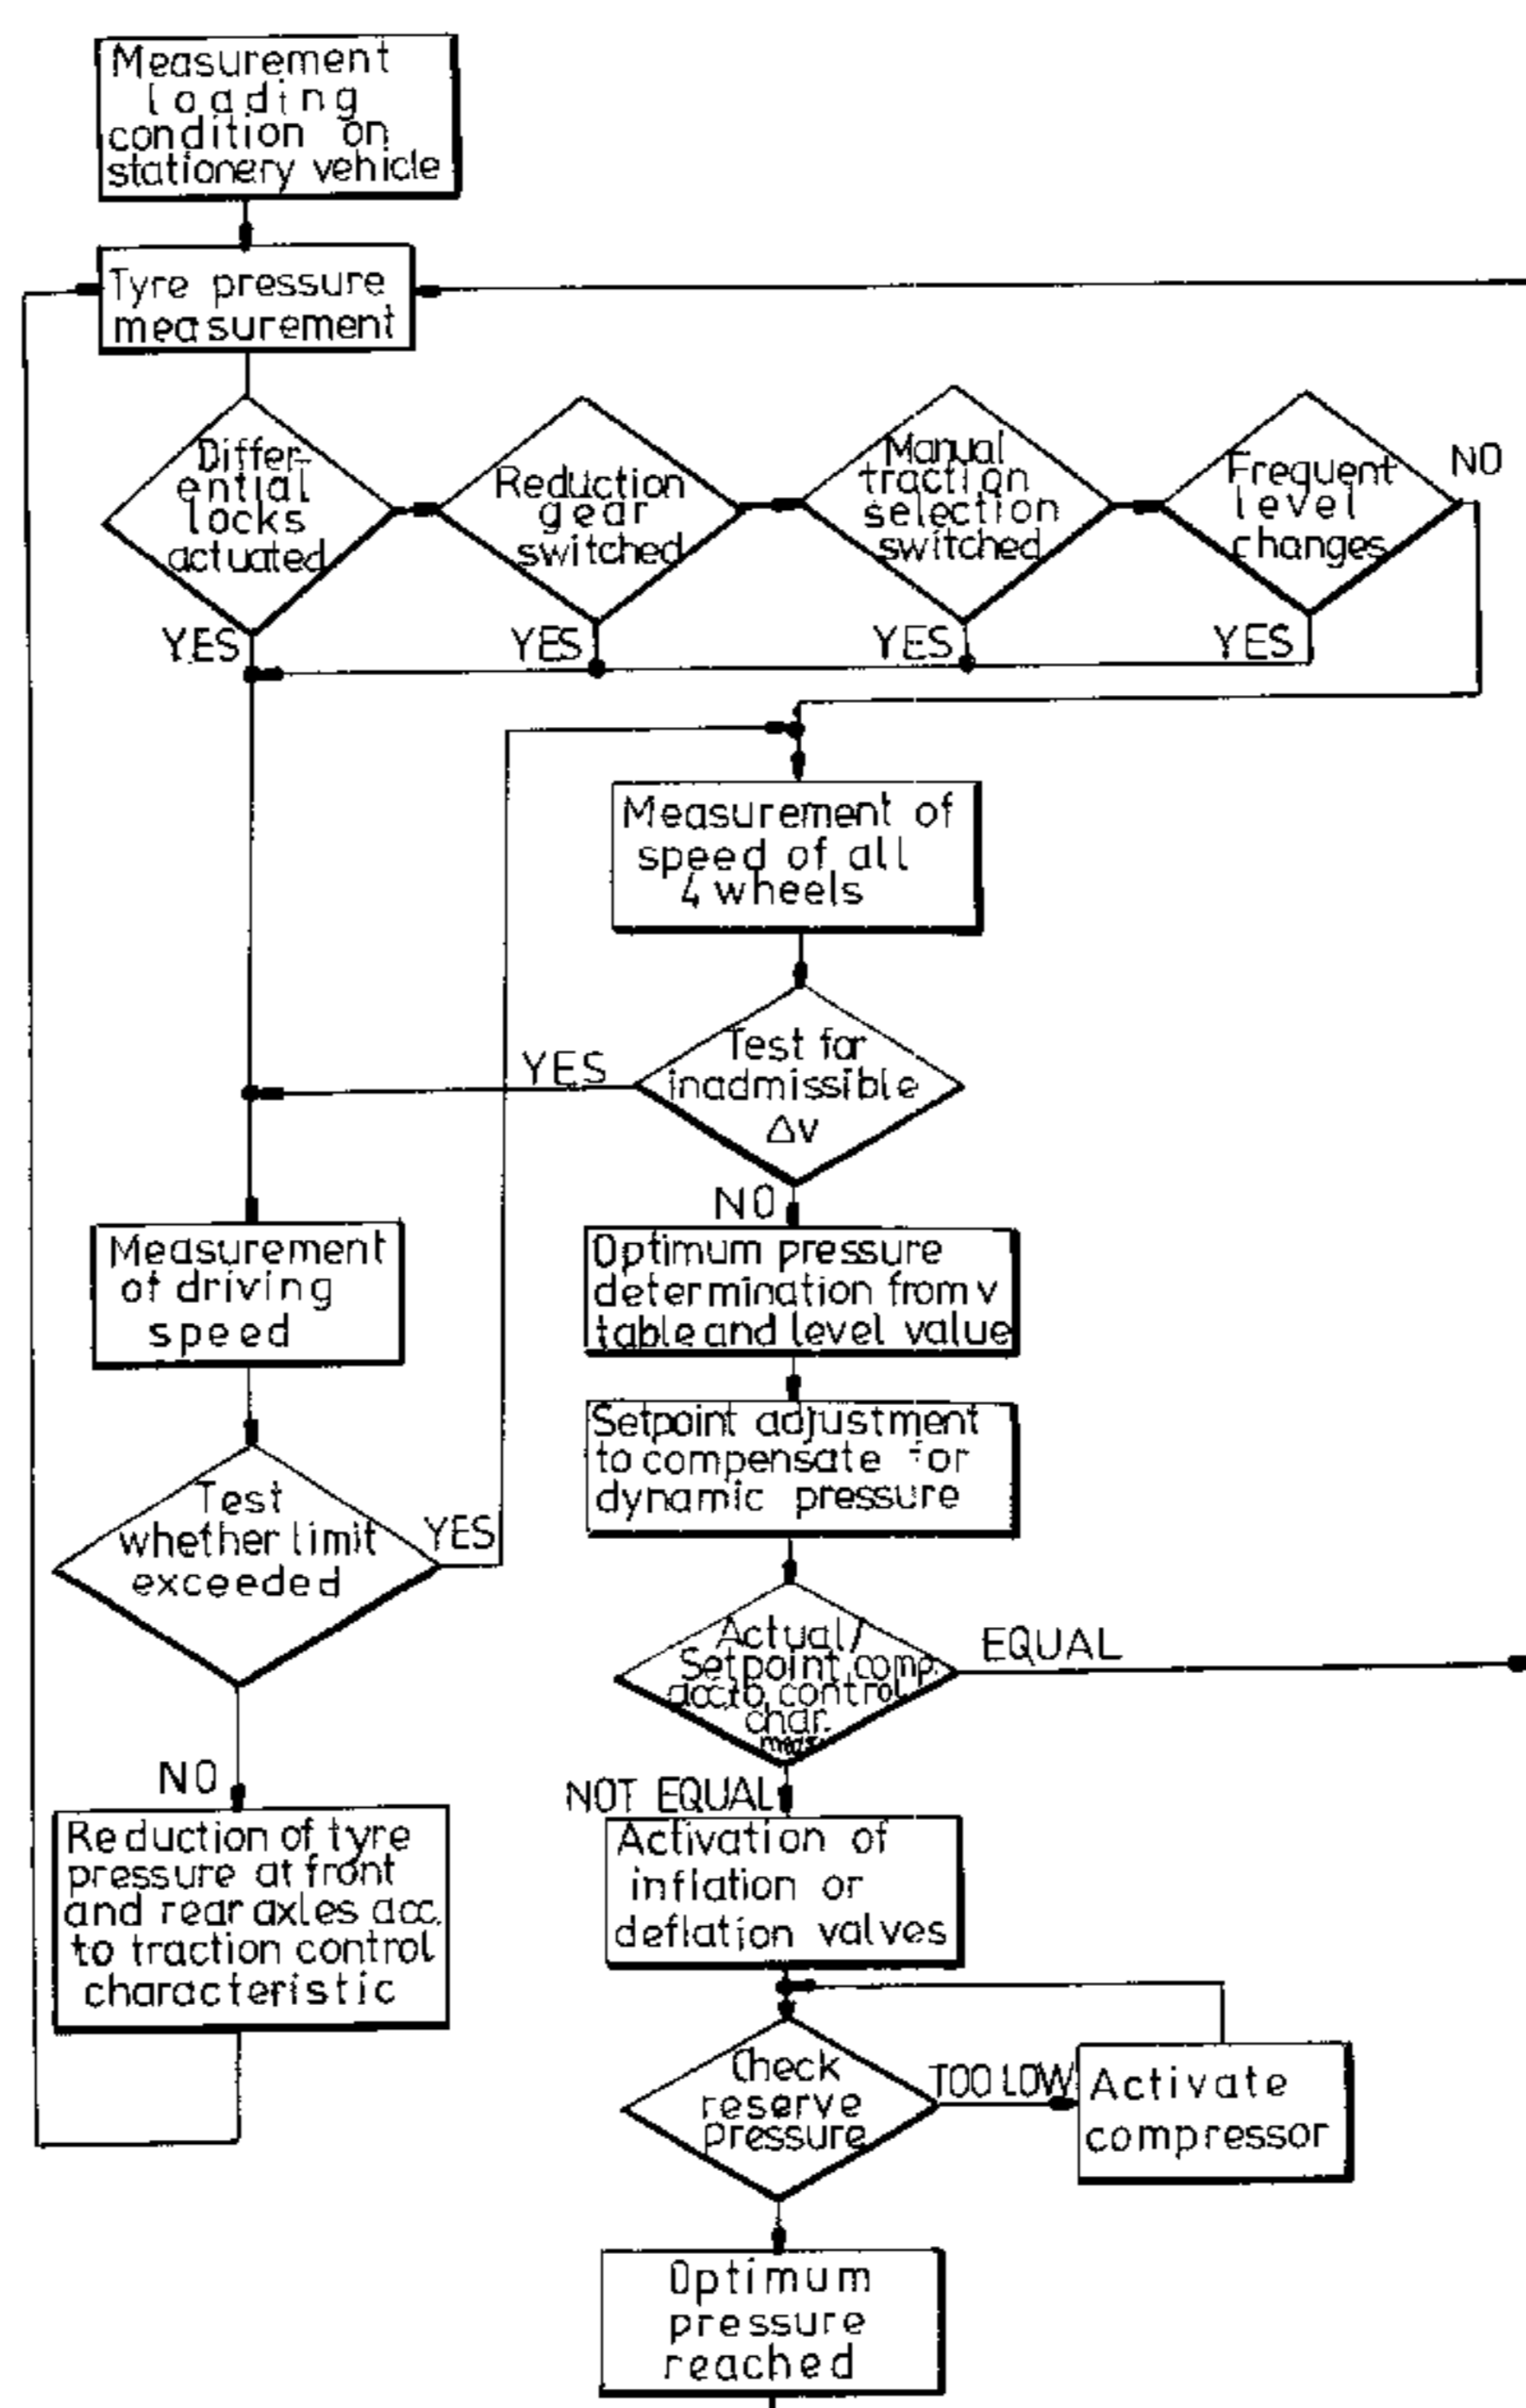 Measurement
loading
condition on
stationery vehicle
Tyre pressure
measurement
Differ-
ential
locks
actuated
Reduction
gear
switched
Manual
traction
selection
switched
Frequent
level
changes
NO
YES
YES
YES
YES
Measurement of
speed of all
4 wheels
Test for
inadmissible
Δv
YES
NO
Measurement
of driving
speed
Optimum pressure
determination from v
table and level value
Setpoint adjustment
to compensate for
dynamic pressure
Test
whether limit
exceeded
YES
Actual/
Setpoint comp.
acc.to control
char.
meas.
EQUAL
NO
NOT EQUAL
Reduction of tyre
pressure at front
and rear axles acc.
to traction control
characteristic
Activation of
inflation or
deflation valves
Check
reserve
pressure
TOO LOW
Activate
compressor
Optimum
pressure
reached